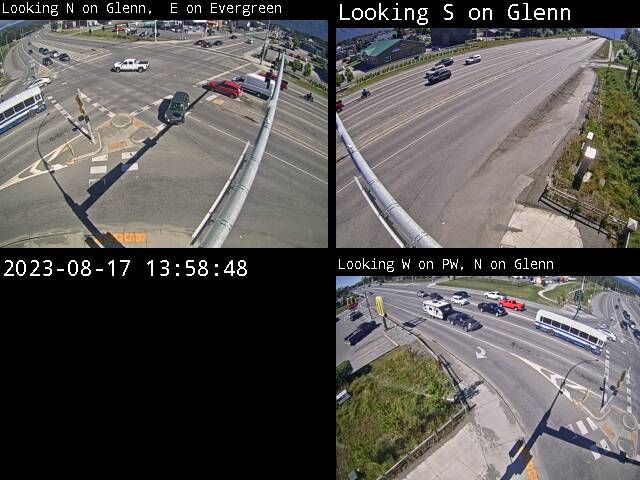 Looking N on Glenn,  E on Evergreen
Looking S on Glenn
2023-08-17 13:58:48
Looking W on PW, N on Glenn